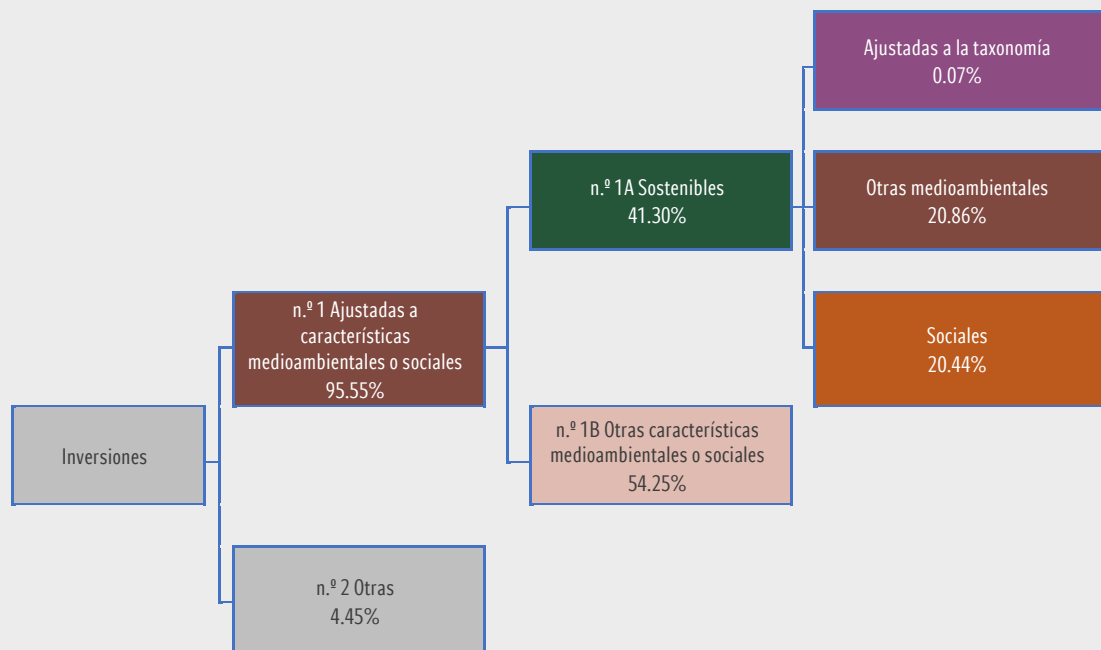 Inversiones
n.º 1 Ajustadas a
características
medioambientales o sociales
95.55%
n.º 2 Otras
4.45%
n.º 1A Sostenibles
41.30%
n.º 1B Otras características
medioambientales o sociales
54.25%
Ajustadas a la taxonomía
0.07%
Otras medioambientales
20.86%
Sociales
20.44%